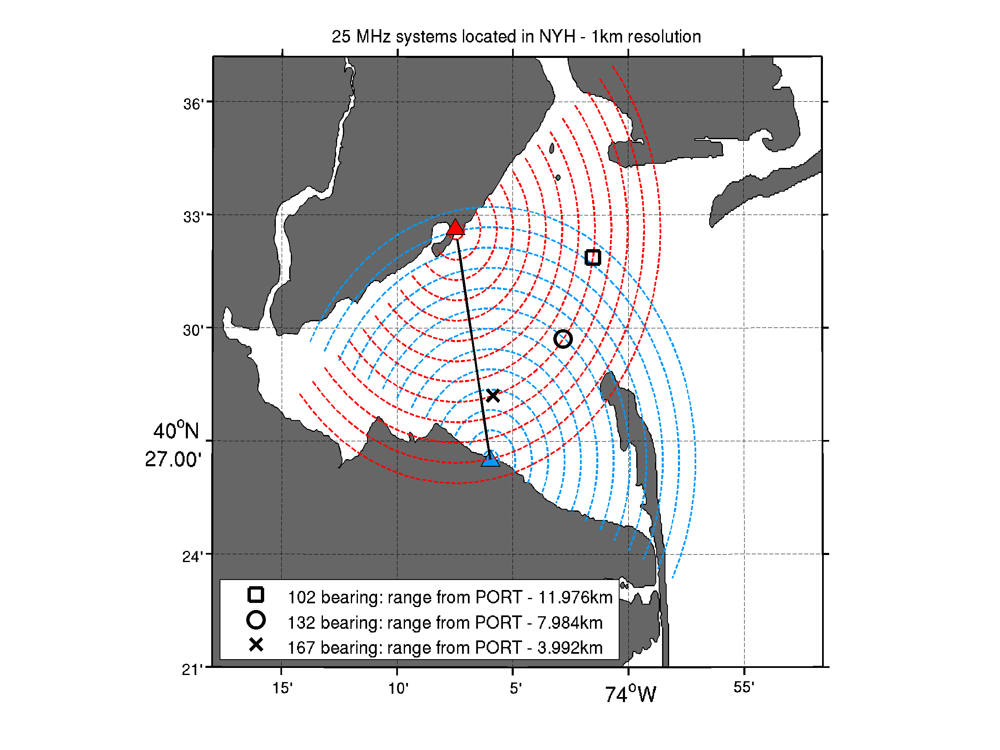 25 MHz systems located in NYH - 1km resolution
36'
33'
30'
40°N
27.00'
24'
21'
102 bearing: range from PORT - 11.976km
132 bearing: range from PORT - 7.984km
167 bearing: range from PORT - 3.992km
15' 10' 5' 74°W 55'